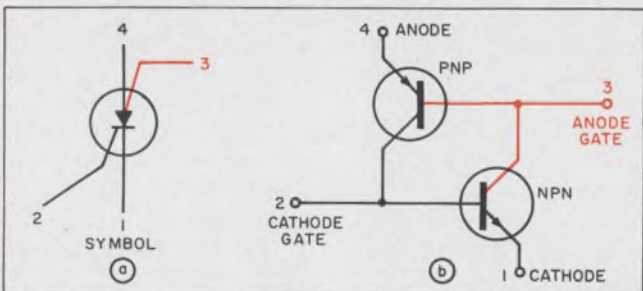 4
3
2
1
SYMBOL
a
4 ANODE
PNP
3
ANODE
GATE
2
CATHODE
GATE
NPN
1 CATHODE
b